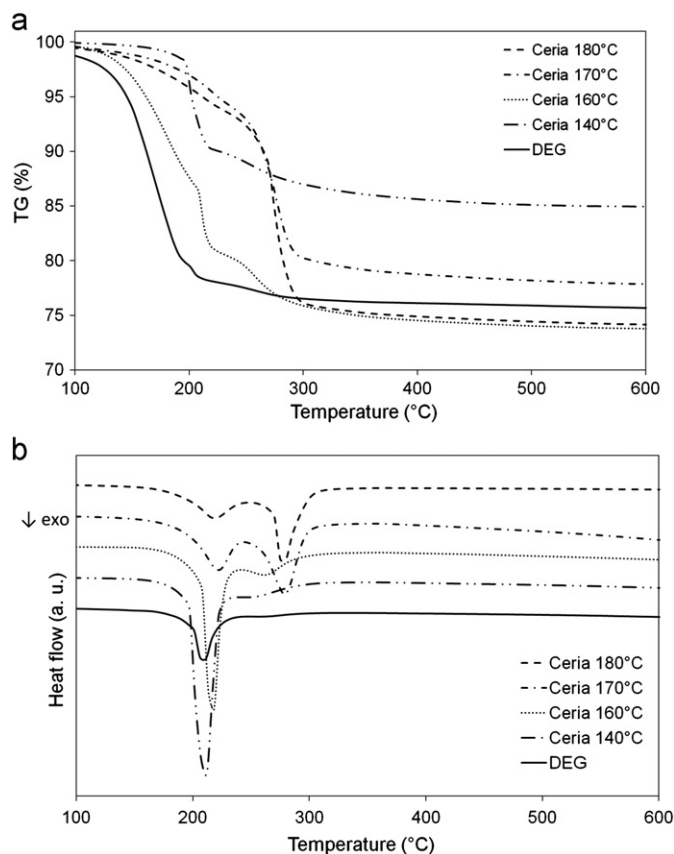 a
100
95
90
85
80
75
70
TG (%)
100 200 300 400 500 600
Temperature (°C)
Ceria 180°C
Ceria 170°C
Ceria 160°C
Ceria 140°C
DEG
b
↓ exo
Heat flow (a. u.)
Ceria 180°C
Ceria 170°C
Ceria 160°C
Ceria 140°C
DEG
100 200 300 400 500 600
Temperature (°C)